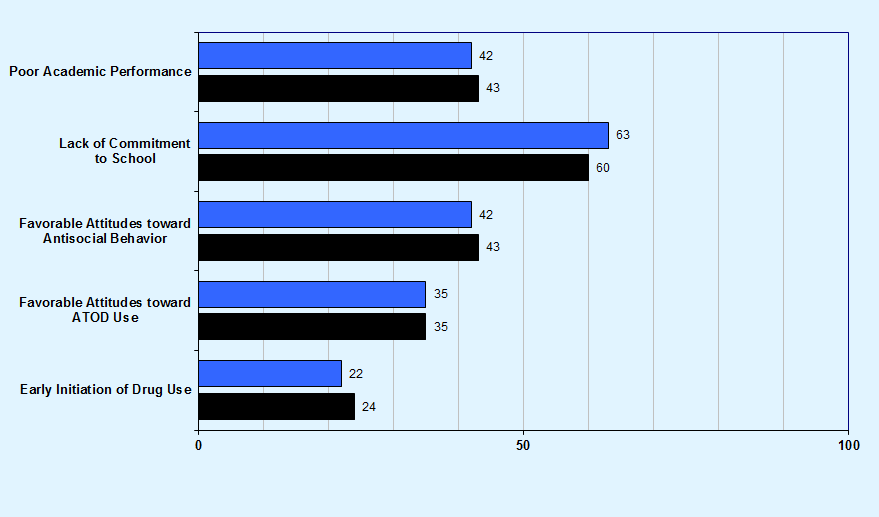 Poor Academic Performance
42
43
Lack of Commitment
to School
63
60
Favorable Attitudes toward
Antisocial Behavior
42
43
Favorable Attitudes toward
ATOD Use
35
35
Early Initiation of Drug Use
22
24
0 50 100